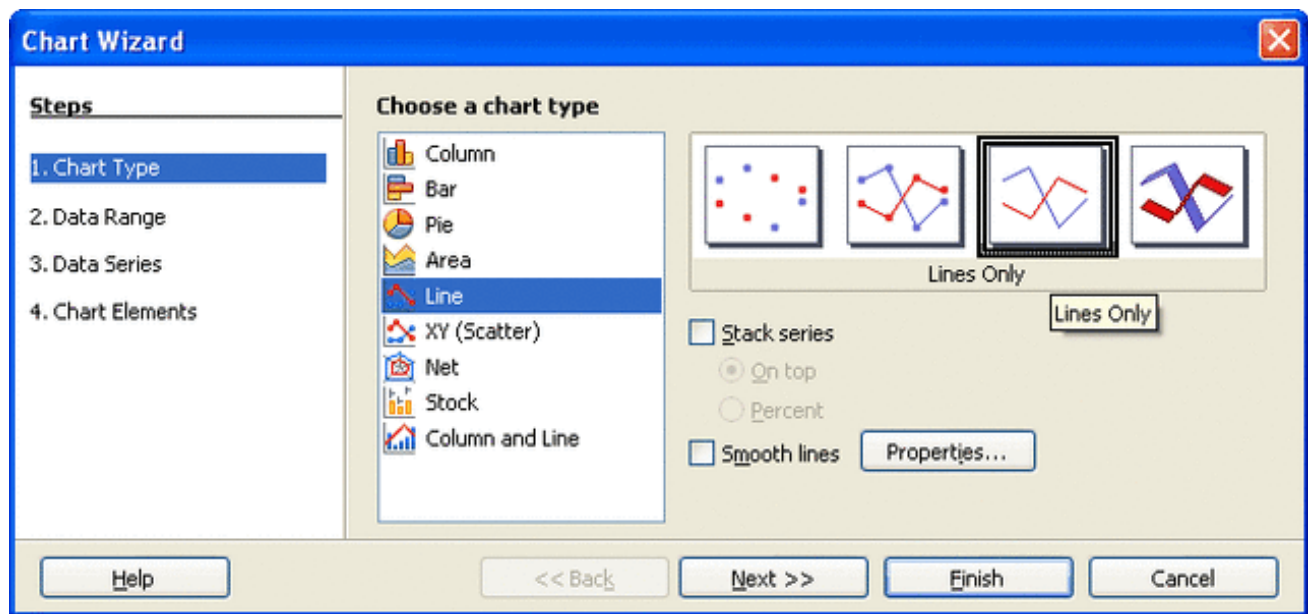 Chart Wizard
Steps
1. Chart Type
2. Data Range
3. Data Series
4. Chart Elements
Choose a chart type
Column
Bar
Pie
Area
Line
XY (Scatter)
Net
Stock
Column and Line
Lines Only
Lines Only
Stack series
On top
Percent
Smooth lines
Properties...
Help
<< Back
Next >>
Finish
Cancel